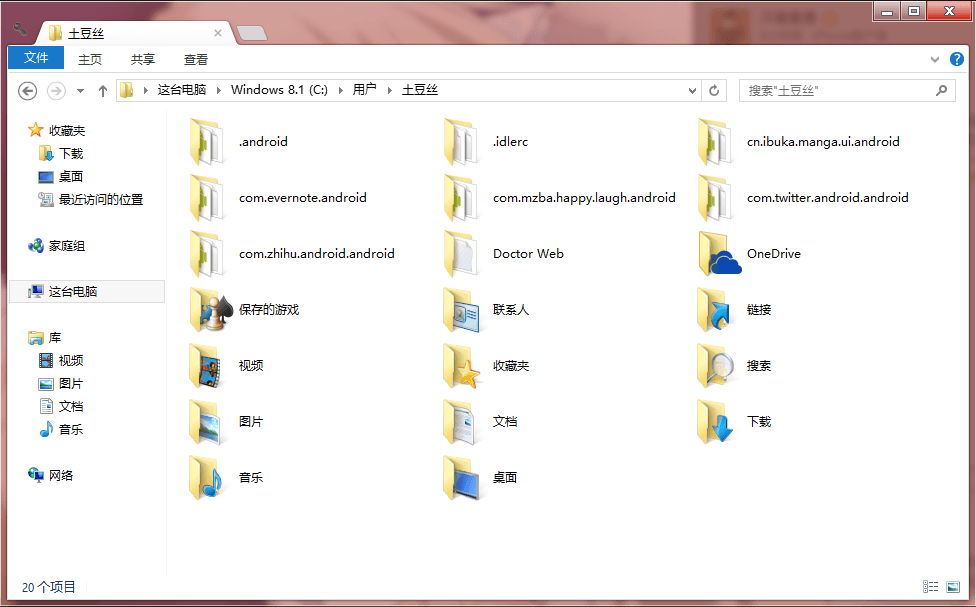 土豆丝
文件 主页 共享 查看
这台电脑 Windows 8.1 (C:) 用户 土豆丝
搜索"土豆丝"
收藏夹
下载
桌面
最近访问的位置
家庭组
这台电脑
库
视频
图片
文档
音乐
网络
.android .idlerc cn.ibuka.manga.ui.android
com.evernote.android com.mzba.happy.laugh.android com.twitter.android.android
com.zhihu.android.android Doctor Web OneDrive
保存的游戏 联系人 链接
视频 收藏夹 搜索
图片 文档 下载
音乐 桌面
20 个项目